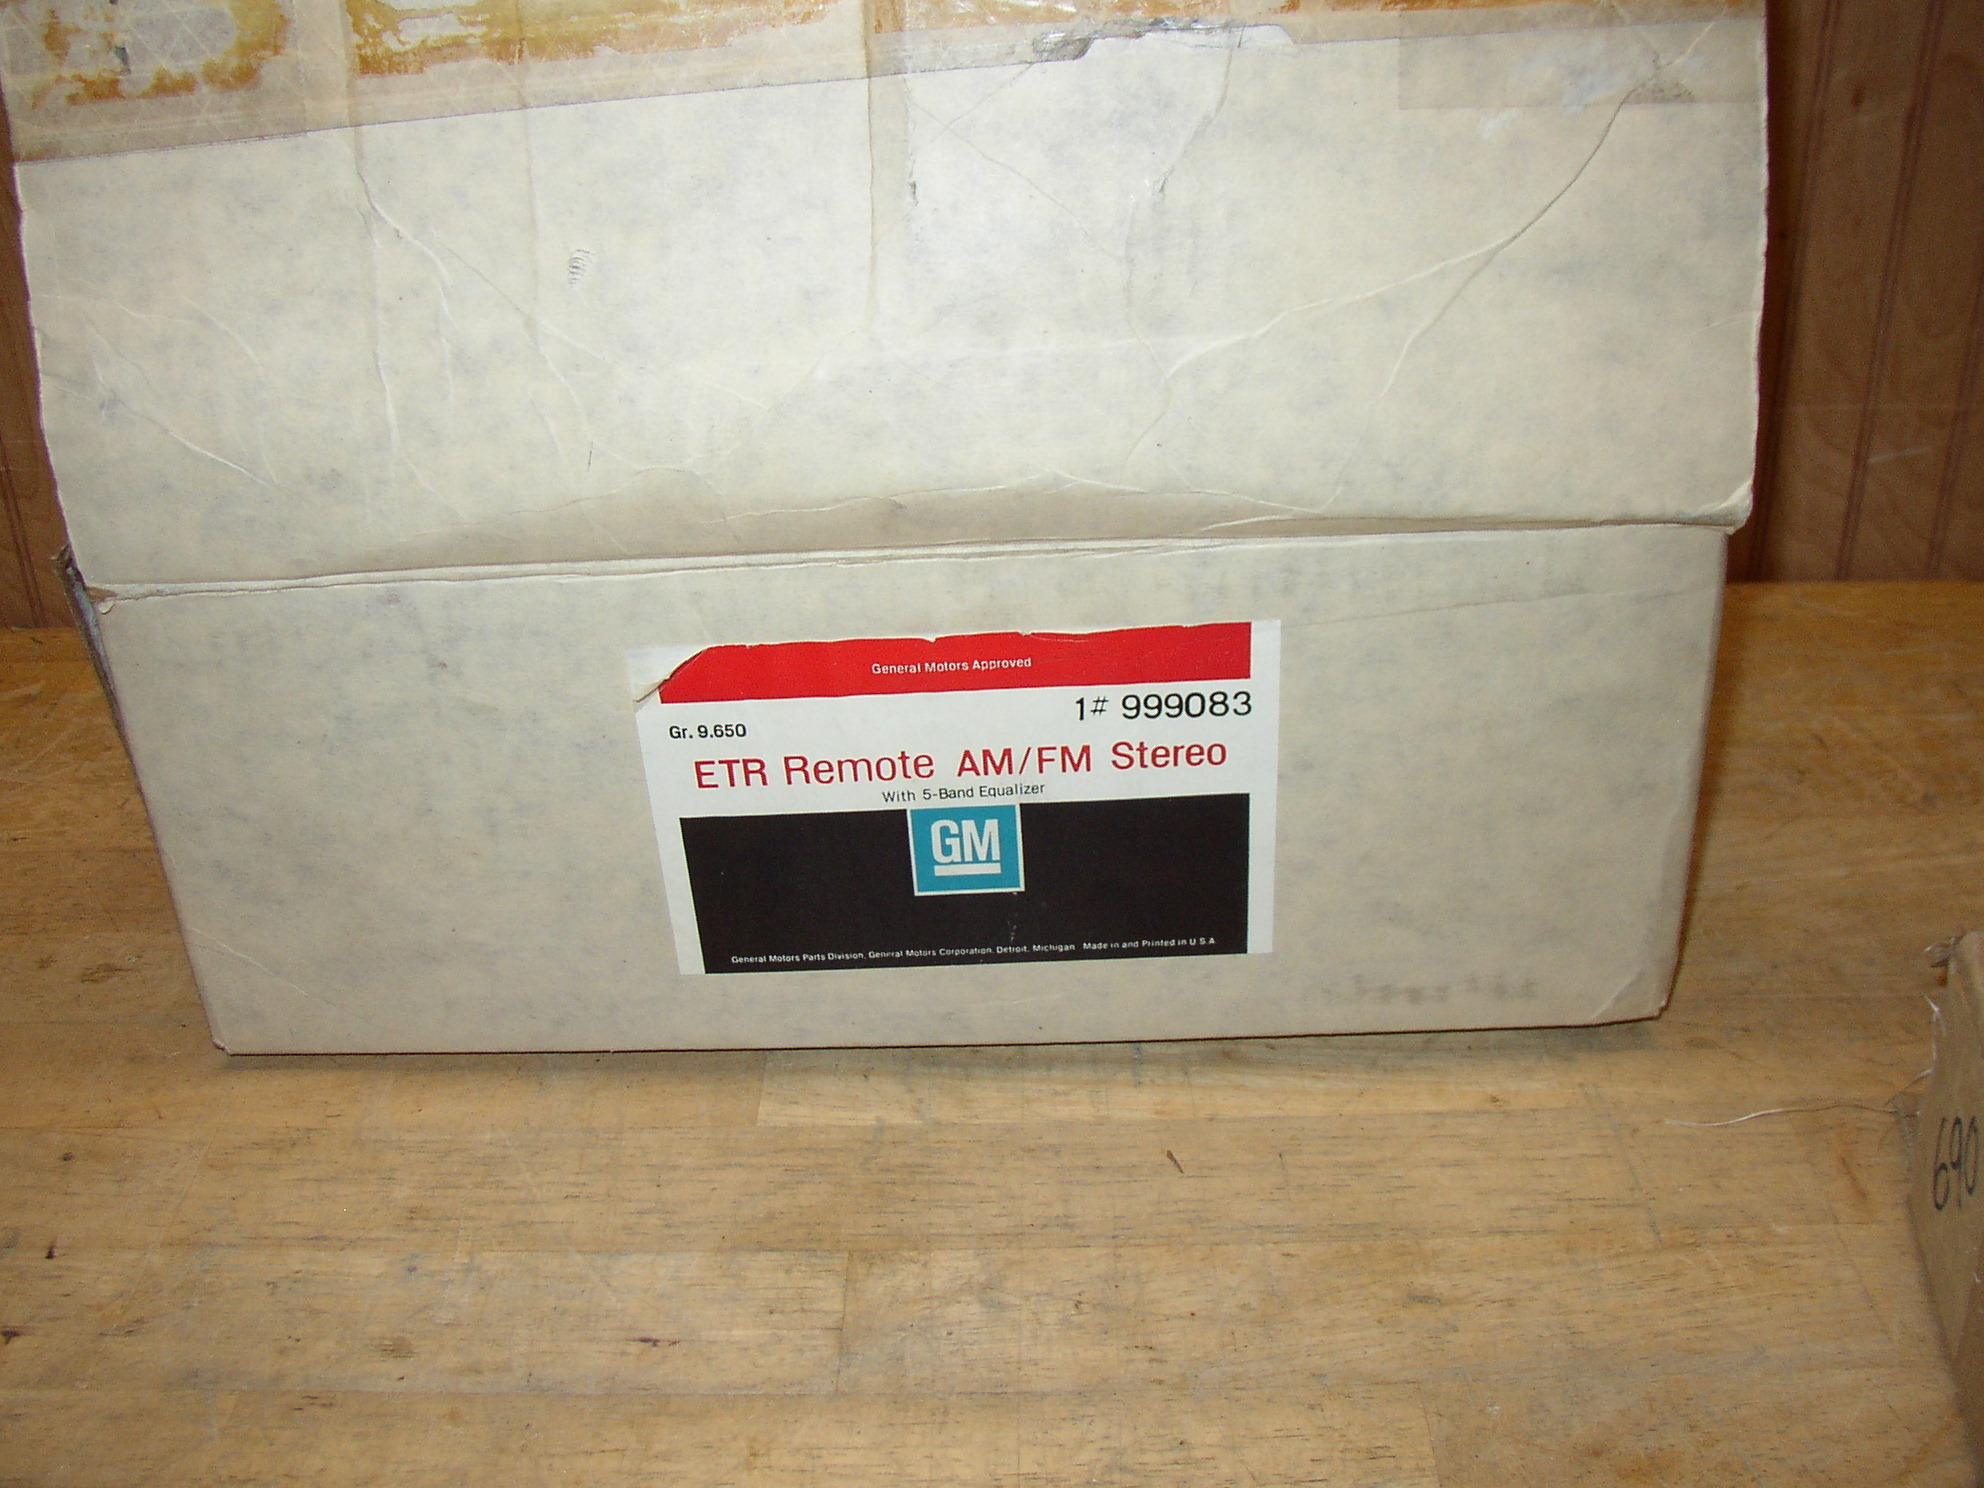 General Motors Approved
1# 999083
Gr. 9.650
ETR Remote AM/FM Stereo
With 5-Band Equalizer
GM
General Motors Parts Division, General Motors Corporation, Detroit, Michigan Made in and Printed in U S A
690